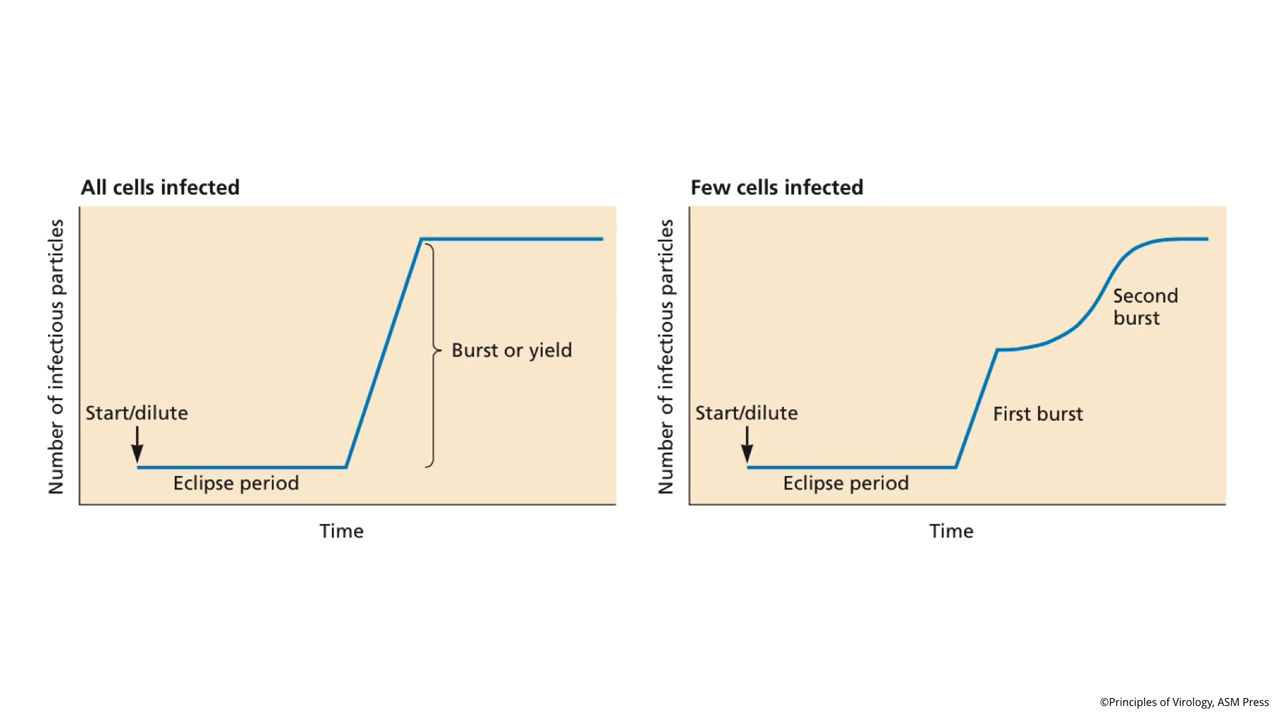 All cells infected
Number of infectious particles
Start/dilute
Eclipse period
Burst or yield
Time
Few cells infected
Number of infectious particles
Start/dilute
Eclipse period
First burst
Second
burst
Time
©Principles of Virology, ASM Press